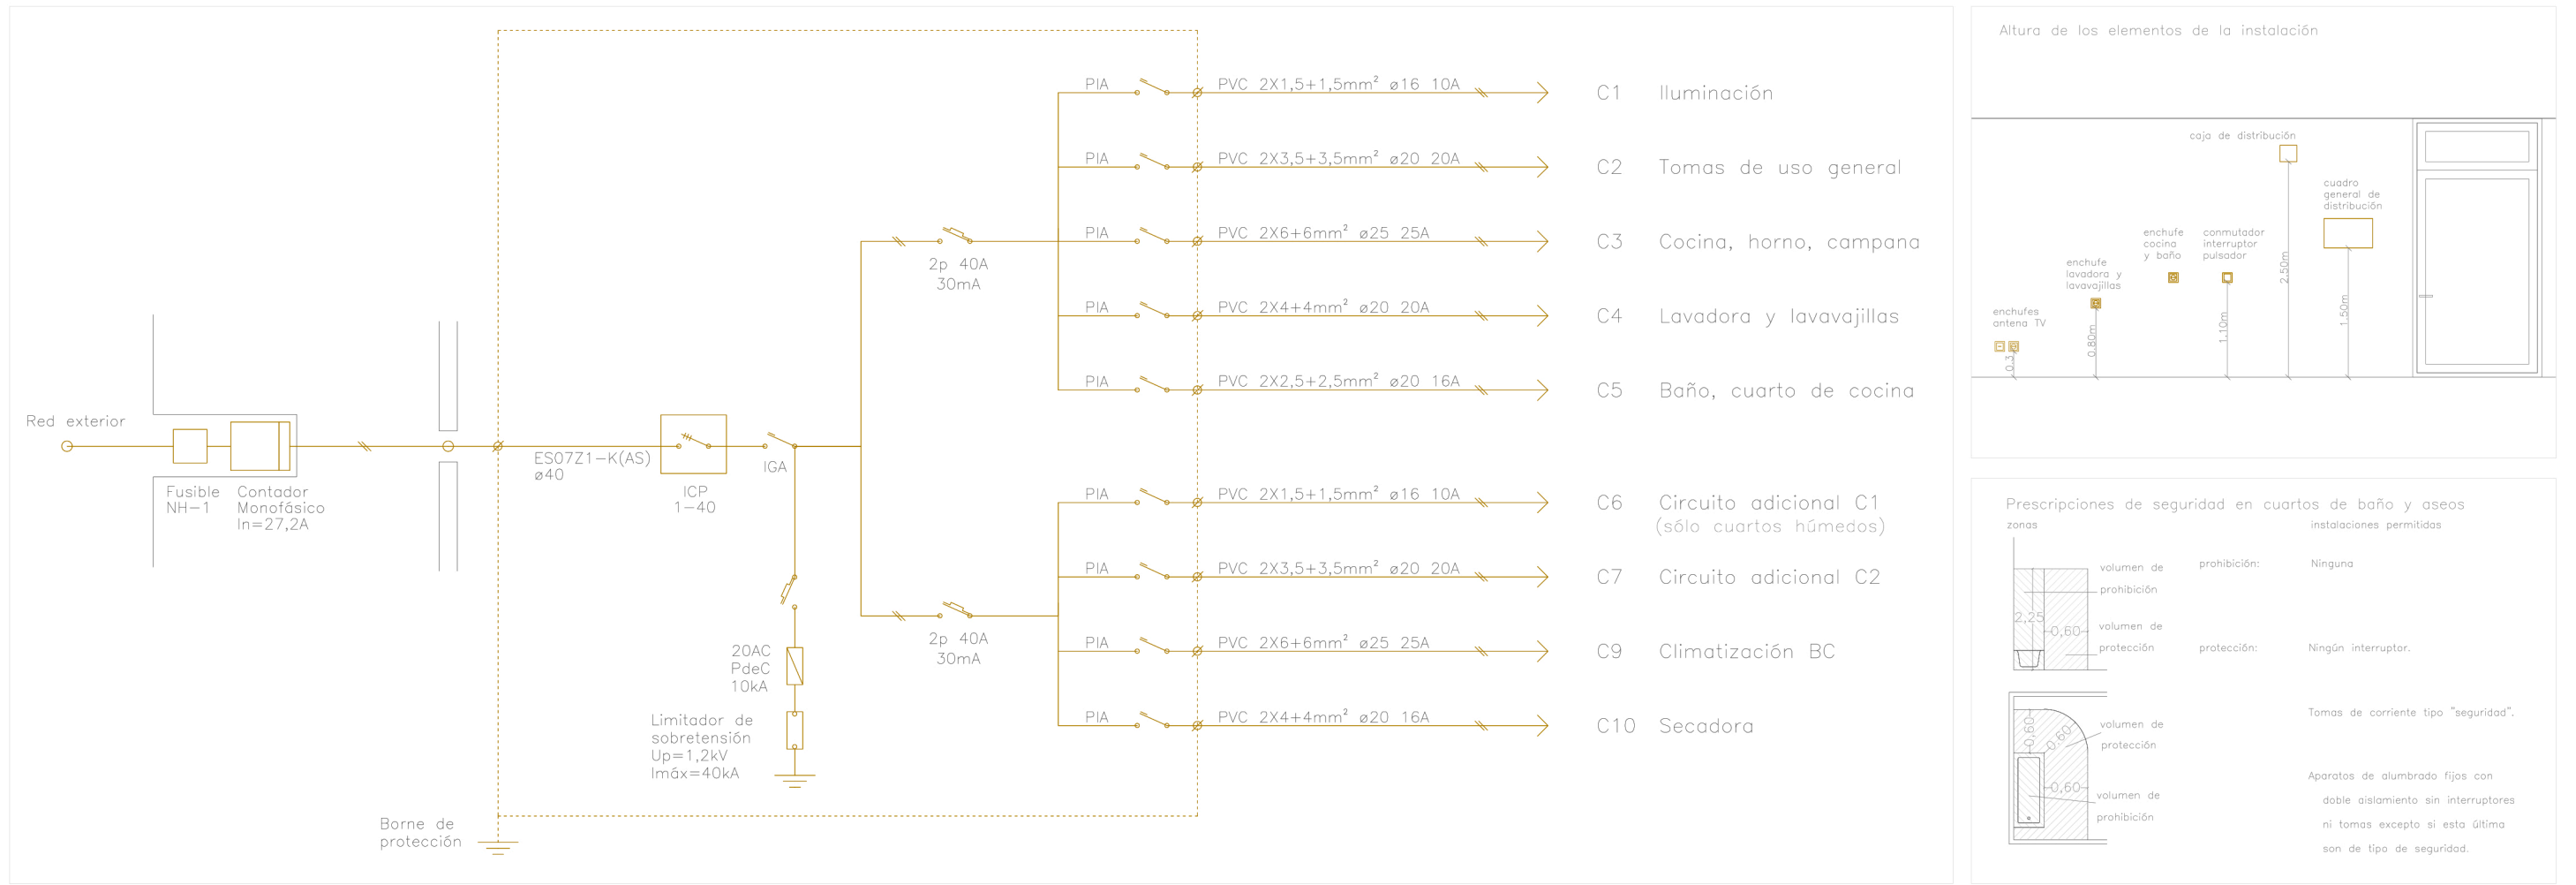 Red exterior
Fusible
NH-1
Contador
Monofásico
In=27,2A
ES07Z1-K(AS)
ø40
ICP
1-40
IGA
20AC
PdeC
10kA
Limitador de
sobretensión
Up=1,2kV
Imáx=40kA
Borne de
protección
2p 40A
30mA
2p 40A
30mA
PIA PVC 2X1,5+1,5mm² ø16 10A C1 Iluminación
PIA PVC 2X3,5+3,5mm² ø20 20A C2 Tomas de uso general
PIA PVC 2X6+6mm² ø25 25A C3 Cocina, horno, campana
PIA PVC 2X4+4mm² ø20 20A C4 Lavadora y lavavajillas
PIA PVC 2X2,5+2,5mm² ø20 16A C5 Baño, cuarto de cocina
PIA PVC 2X1,5+1,5mm² ø16 10A C6 Circuito adicional C1
(sólo cuartos húmedos)
PIA PVC 2X3,5+3,5mm² ø20 20A C7 Circuito adicional C2
PIA PVC 2X6+6mm² ø25 25A C9 Climatización BC
PIA PVC 2X4+4mm² ø20 16A C10 Secadora
Altura de los elementos de la instalación
caja de distribución
cuadro
general de
distribución
enchufe
cocina
y baño
conmutador
interruptor
pulsador
enchufe
lavadora y
lavavajillas
enchufes
antena TV
0.3
0.80m
1.10m
2.50m
1.50m
Prescripciones de seguridad en cuartos de baño y aseos
zonas
instalaciones permitidas
volumen de
prohibición
prohibición:
Ninguna
2,25
0,60
volumen de
protección
protección:
Ningún interruptor.
Tomas de corriente tipo "seguridad".
0,60
0,60
0,60
volumen de
protección
volumen de
prohibición
Aparatos de alumbrado fijos con
doble aislamiento sin interruptores
ni tomas excepto si esta última
son de tipo de seguridad.